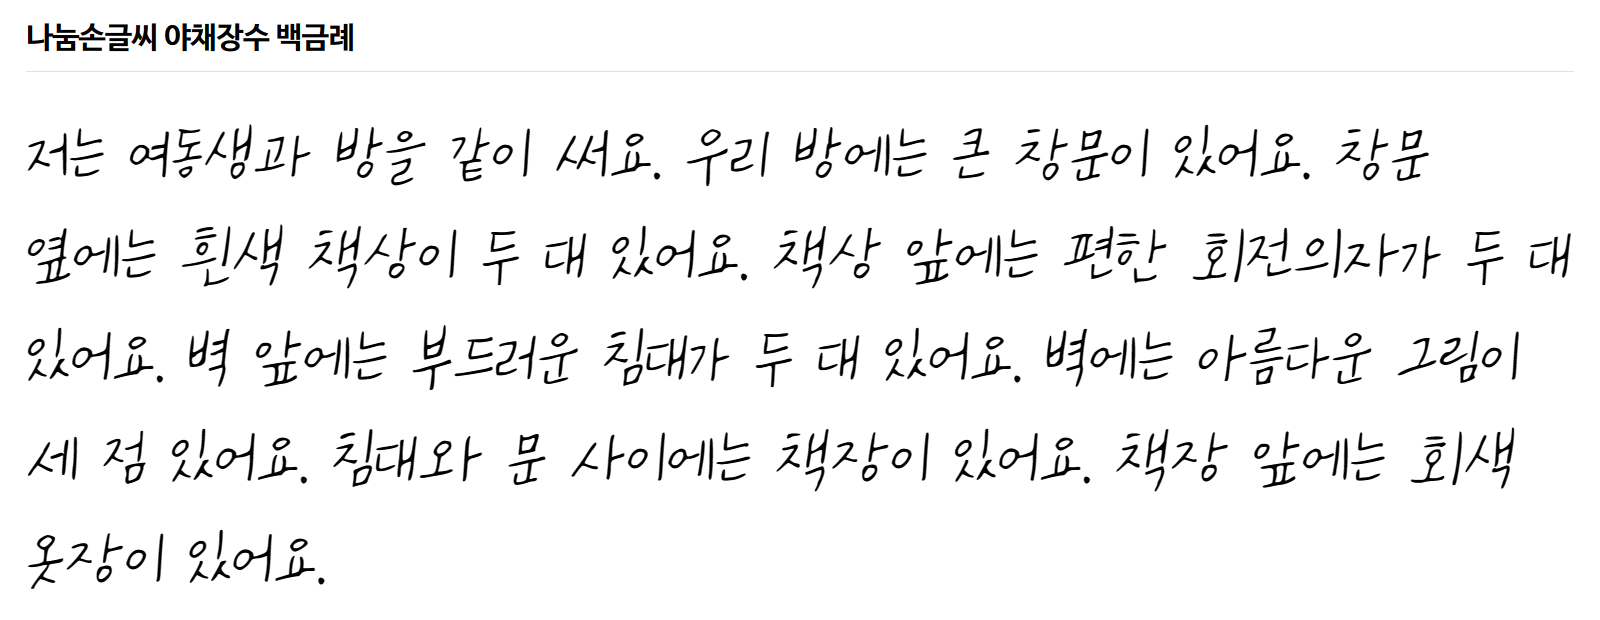 나눔손글씨 야채장수 백금례
저는 여동생과 방을 같이 써요. 우리 방에는 큰 창문이 있어요. 창문
옆에는 흰색 책상이 두 대 있어요. 책상 앞에는 편한 회전의자가 두 대
있어요. 벽 앞에는 부드러운 침대가 두 대 있어요. 벽에는 아름다운 그림이
세 점 있어요. 침대와 문 사이에는 책장이 있어요. 책장 앞에는 회색
옷장이 있어요.